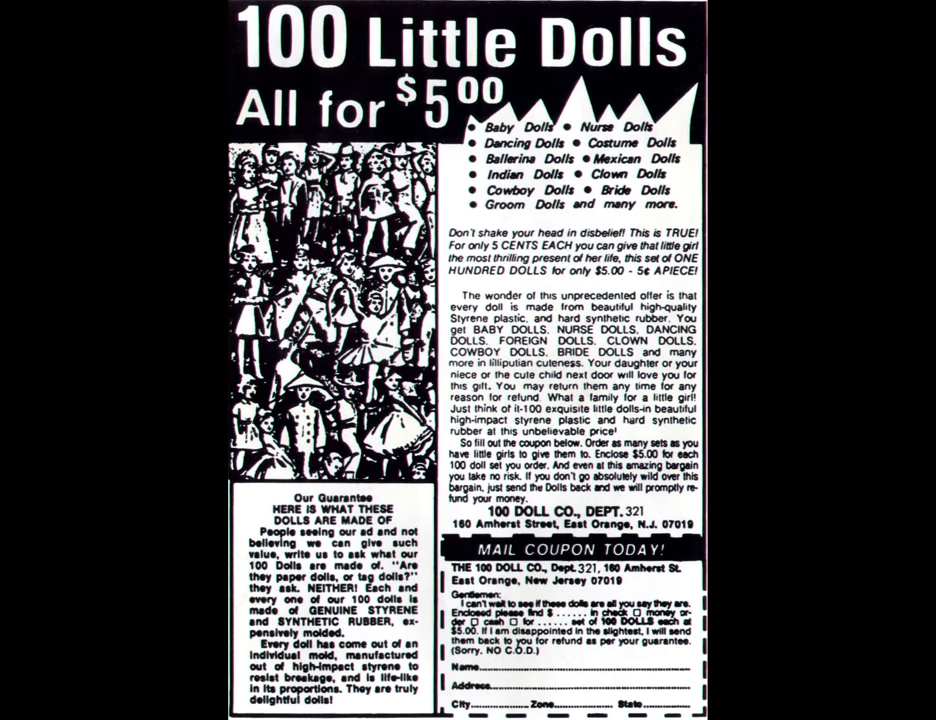 100 Little Dolls
All for $5.00
• Baby Dolls • Nurse Dolls
• Dancing Dolls • Costume Dolls
• Ballerina Dolls • Mexican Dolls
• Indian Dolls • Clown Dolls
• Cowboy Dolls • Bride Dolls
• Groom Dolls and many more.
Don't shake your head in disbelief! This is TRUE!
For only 5 CENTS EACH you can give that little girl
the most thrilling present of her life, this set of ONE
HUNDRED DOLLS for only $5.00 - 5¢ APIECE!
The wonder of this unprecedented offer is that
every doll is made from beautiful high-quality
Styrene plastic, and hard synthetic rubber. You
get BABY DOLLS, NURSE DOLLS, DANCING
DOLLS, FOREIGN DOLLS, CLOWN DOLLS,
COWBOY DOLLS, BRIDE DOLLS and many
more in lilliputian cuteness. Your daughter or your
niece or the cute child next door will love you for
this gift. You may return them any time for any
reason for refund. What a family for a little girl!
Just think of it-100 exquisite little dolls-in beautiful
high-impact styrene plastic and hard synthetic
rubber at this unbelievable price!
So fill out the coupon below. Order as many sets as you
have little girls to give them to. Enclose $5.00 for each
100 doll set you order. And even at this amazing bargain
you take no risk. If you don't go absolutely wild over this
bargain, just send the Dolls back and we will promptly re-
fund your money.
100 DOLL CO., DEPT. 321
160 Amherst Street, East Orange, N.J. 07019
Our Guarantee
HERE IS WHAT THESE
DOLLS ARE MADE OF
People seeing our ad and not
believing we can give such
value, write us to ask what our
100 Dolls are made of. "Are
they paper dolls, or tag dolls?"
they ask. NEITHER! Each and
every one of our 100 dolls is
made of GENUINE STYRENE
and SYNTHETIC RUBBER, ex-
pensively molded.
Every doll has come out of an
individual mold, manufactured
out of high-impact styrene to
resist breakage, and is life-like
in its proportions. They are truly
delightful dolls!
MAIL COUPON TODAY!
THE 100 DOLL CO., Dept. 321, 160 Amherst St.
East Orange, New Jersey 07019
Gentlemen:
I can't wait to see if these dolls are all you say they are.
Enclosed please find $ ...... in check □ money or-
der □ cash □ for ...... set of 100 DOLLS each at
$5.00. If I am disappointed in the slightest, I will send
them back to you for refund as per your guarantee.
(Sorry, NO C.O.D.)
Name
Address
City Zone State